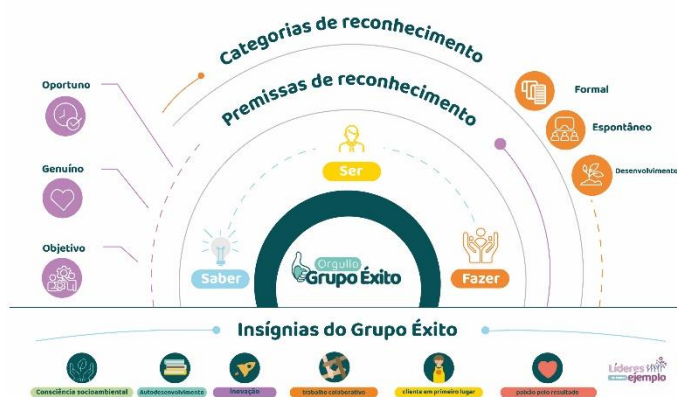 Categorias de reconhecimento
Premissas de reconhecimento
Oportuno
Genuíno
Objetivo
Formal
Espontâneo
Desenvolvimento
Ser
Saber
Fazer
Orgullo
Grupo Éxito
Insígnias do Grupo Éxito
Consciência socioambiental
Autodesenvolvimento
Inovação
trabalho colaborativo
cliente em primeiro lugar
paixão pelo resultado
Líderes
ejemplo